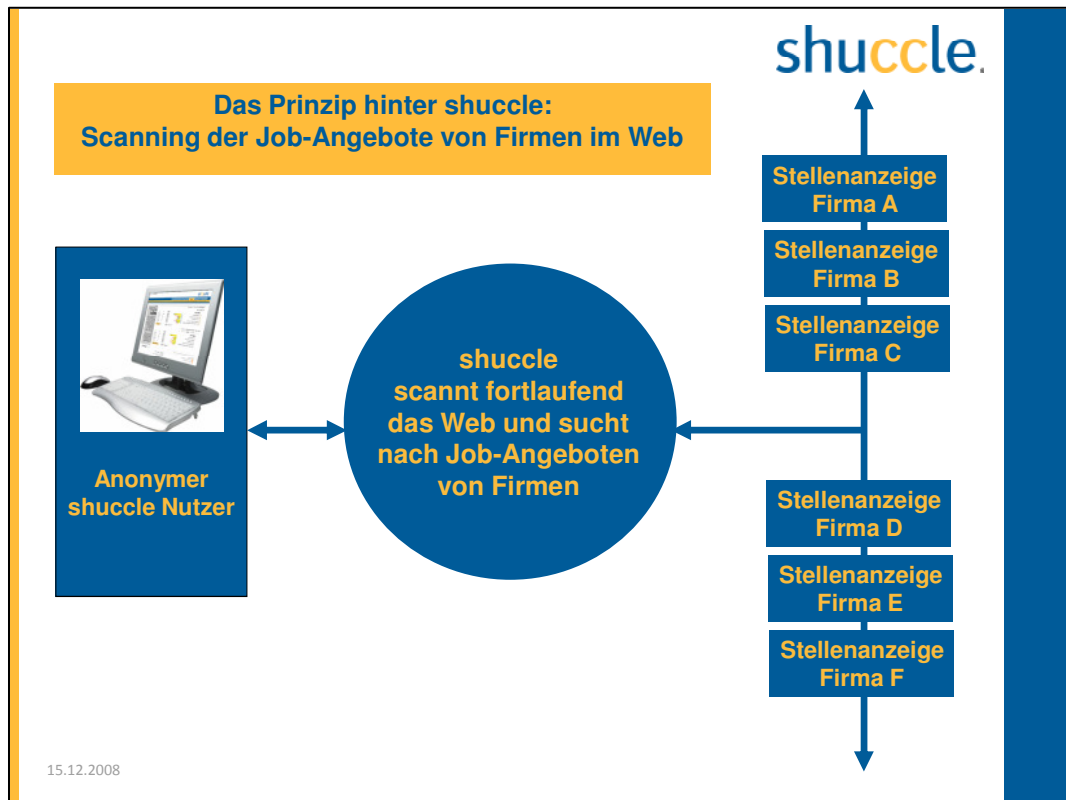 shuccle.
Das Prinzip hinter shuccle:
Scanning der Job-Angebote von Firmen im Web
Stellenanzeige
Firma A
Stellenanzeige
Firma B
Stellenanzeige
Firma C
shuccle
scannt fortlaufend
das Web und sucht
nach Job-Angeboten
von Firmen
Anonymer
shuccle Nutzer
Stellenanzeige
Firma D
Stellenanzeige
Firma E
Stellenanzeige
Firma F
15.12.2008